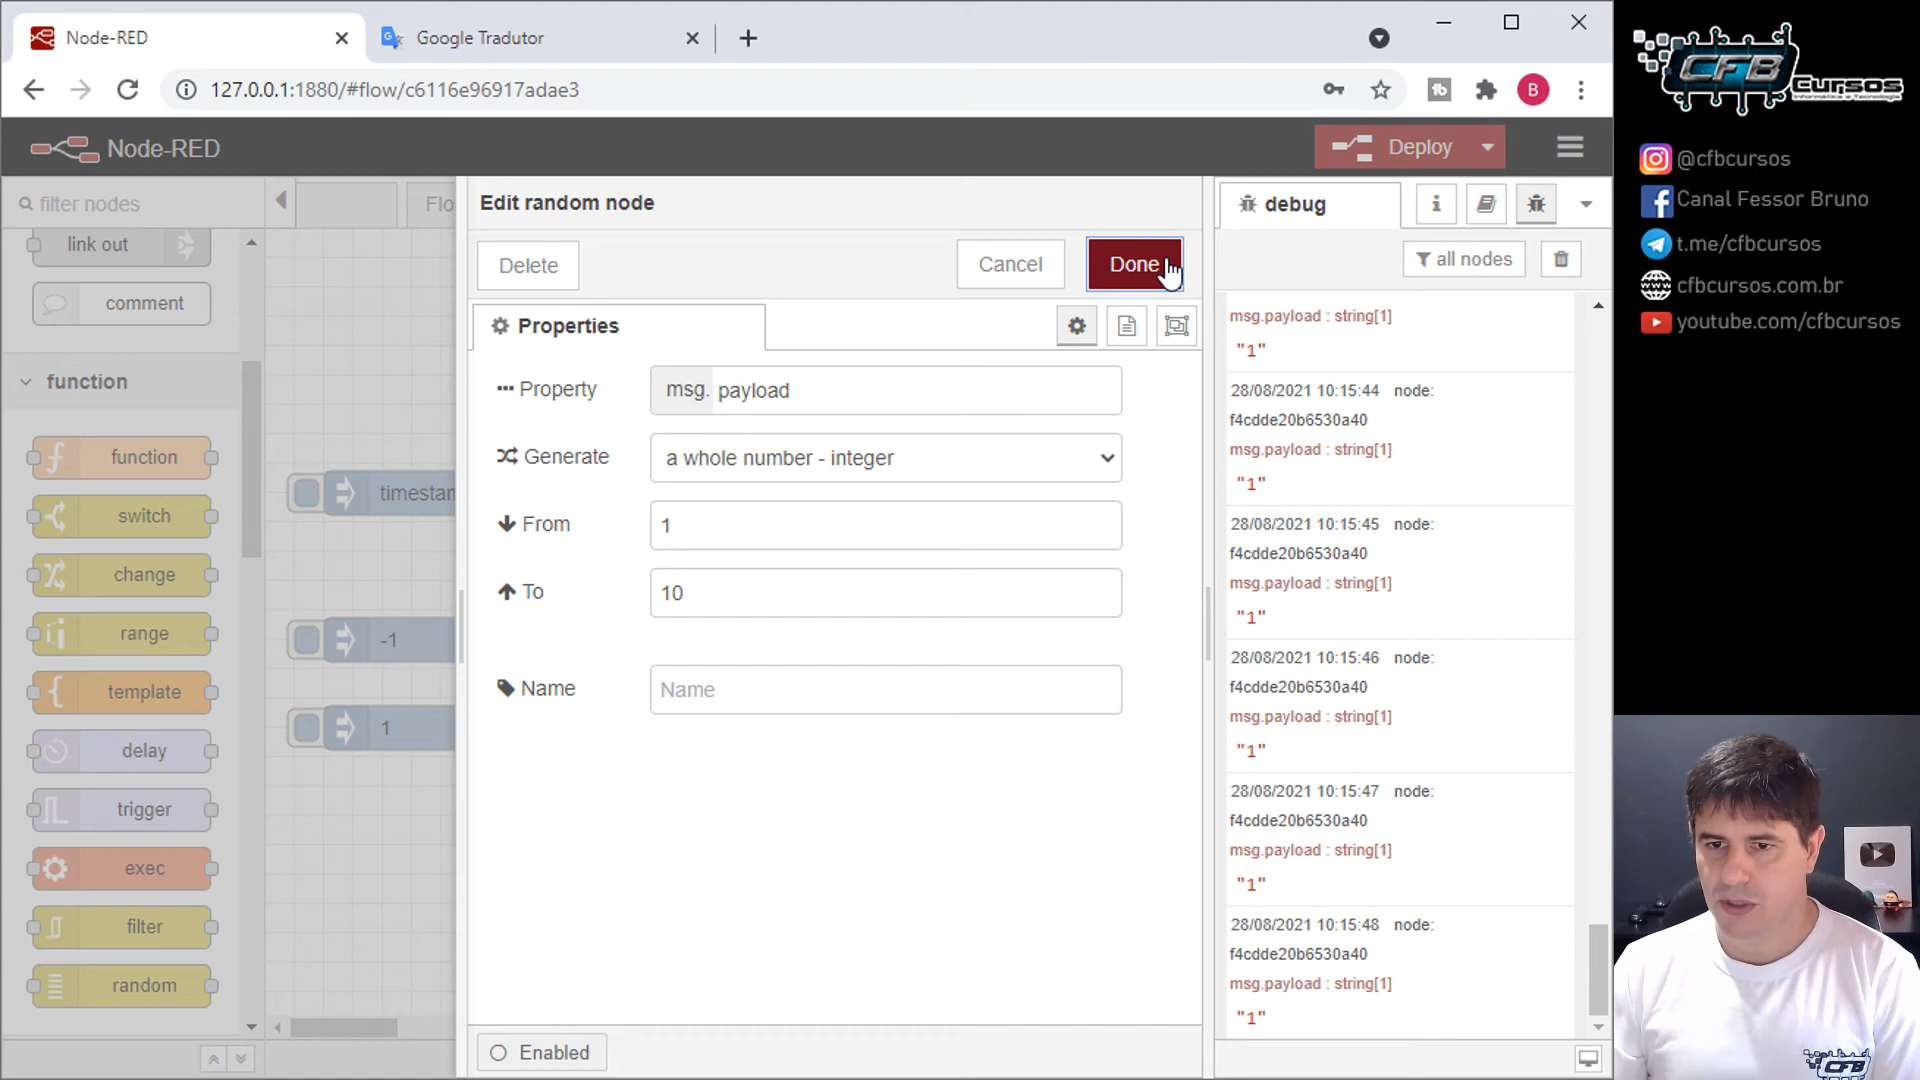 Node-RED
Google Tradutor
127.0.0.1:1880/#flow/c6116e96917adae3
B
Node-RED
Deploy
filter nodes
link out
comment
function
function
switch
change
range
template
delay
trigger
exec
filter
random
Flo
timestan
-1
1
Edit random node
Delete
Cancel
Done
Properties
Property
msg. payload
Generate
a whole number - integer
From
1
To
10
Name
Name
Enabled
debug
all nodes
msg.payload : string[1]
"1"
28/08/2021 10:15:44 node:
f4cdde20b6530a40
msg.payload : string[1]
"1"
28/08/2021 10:15:45 node:
f4cdde20b6530a40
msg.payload : string[1]
"1"
28/08/2021 10:15:46 node:
f4cdde20b6530a40
msg.payload : string[1]
"1"
28/08/2021 10:15:47 node:
f4cdde20b6530a40
msg.payload : string[1]
"1"
28/08/2021 10:15:48 node:
f4cdde20b6530a40
msg.payload : string[1]
"1"
CFB
Cursos
Informática e Tecnologia
@cfbcursos
Canal Fessor Bruno
t.me/cfbcursos
cfbcursos.com.br
youtube.com/cfbcursos
CFB